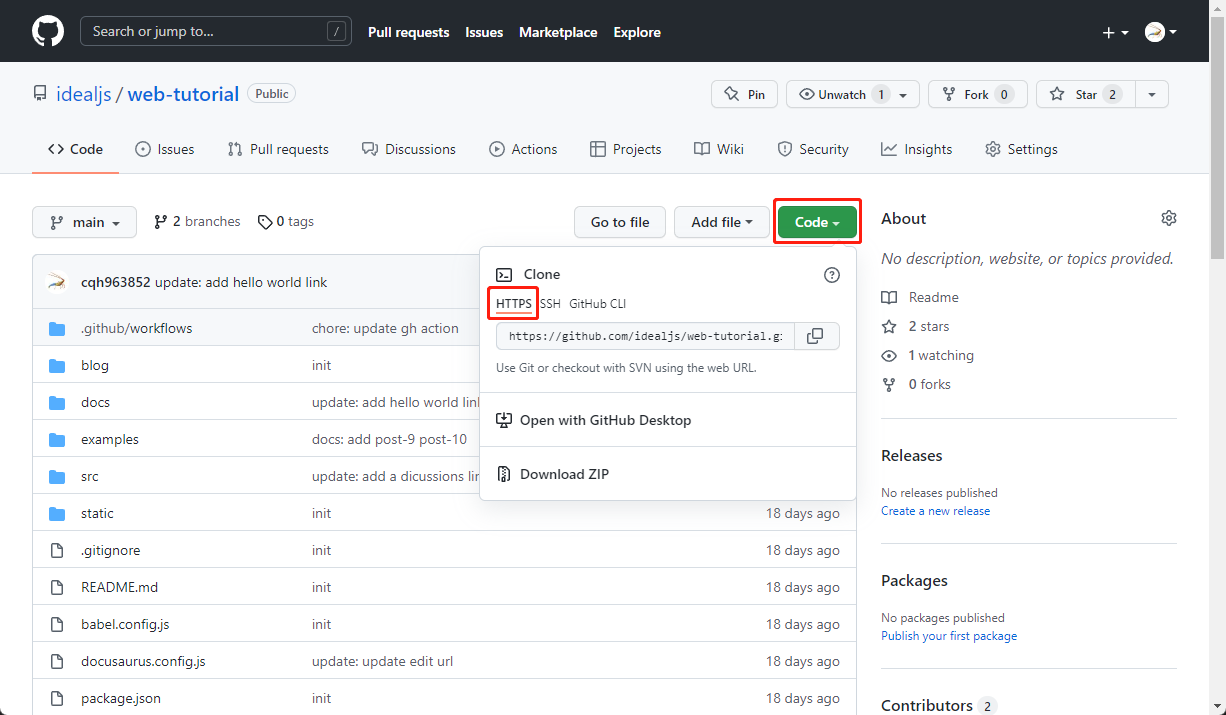 Search or jump to... /
Pull requests Issues Marketplace Explore
idealjs / web-tutorial Public
Pin Unwatch 1 Fork 0 Star 2
Code Issues Pull requests Discussions Actions Projects Wiki Security Insights Settings
main 2 branches 0 tags Go to file Add file Code
cqh963852 update: add hello world link
.github/workflows chore: update gh action
blog init
docs update: add hello world link
examples docs: add post-9 post-10
src update: add a dicussions lin
static init 18 days ago
.gitignore init 18 days ago
README.md init 18 days ago
babel.config.js init 18 days ago
docusaurus.config.js update: update edit url 18 days ago
package.json init 18 days ago
Clone
HTTPS SSH GitHub CLI
https://github.com/idealjs/web-tutorial.g
Use Git or checkout with SVN using the web URL.
Open with GitHub Desktop
Download ZIP
About
No description, website, or topics provided.
Readme
2 stars
1 watching
0 forks
Releases
No releases published
Create a new release
Packages
No packages published
Publish your first package
Contributors 2